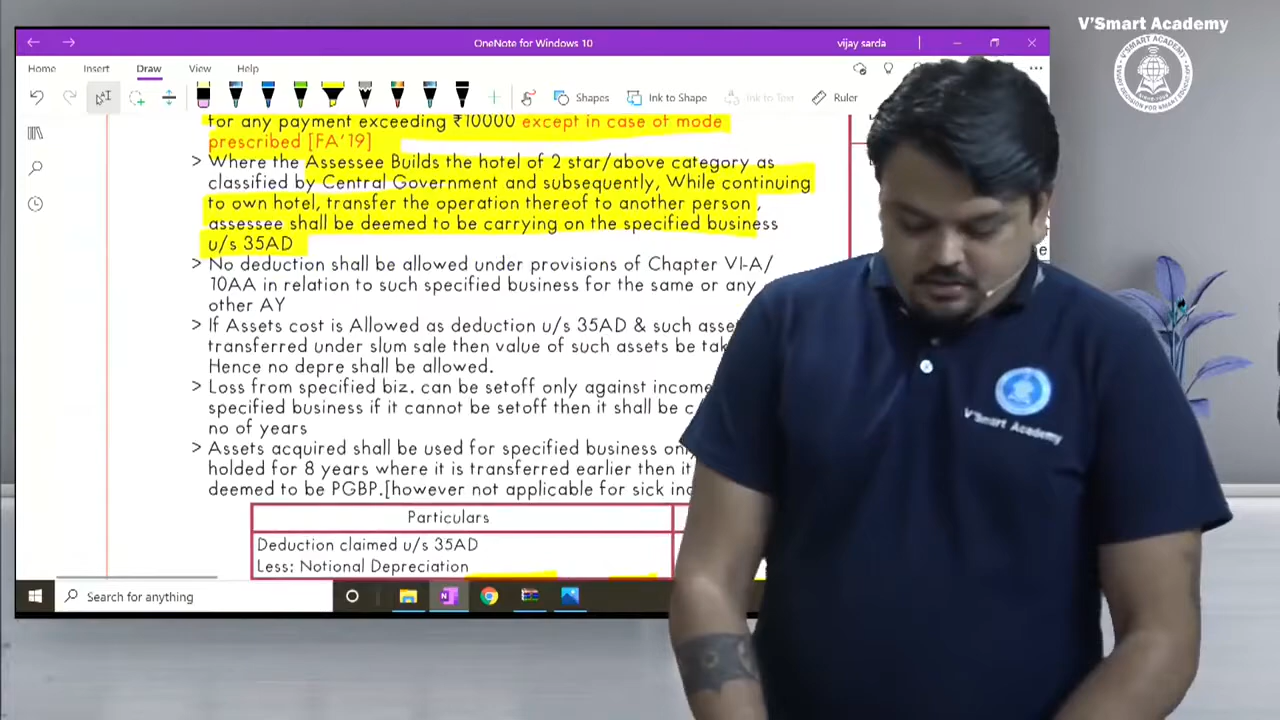 V'Smart Academy
OneNote for Windows 10
vijay sarda
Home Insert Draw View Help
Shapes Ink to Shape Ink to Text Ruler
for any payment exceeding ₹10000 except in case of mode
prescribed [FA'19]
> Where the Assessee Builds the hotel of 2 star/above category as
classified by Central Government and subsequently, While continuing
to own hotel, transfer the operation thereof to another person,
assessee shall be deemed to be carrying on the specified business
u/s 35AD
> No deduction shall be allowed under provisions of Chapter VI-A/
10AA in relation to such specified business for the same or any
other AY
> If Assets cost is Allowed as deduction u/s 35AD & such
transferred under slum sale then value of such assets be
Hence no depre shall be allowed.
> Loss from specified biz. can be setoff only against income
specified business if it cannot be setoff then it shall be
no of years
> Assets acquired shall be used for specified business
holded for 8 years where it is transferred earlier then it
deemed to be PGBP.[however not applicable for sick
Particulars
Deduction claimed u/s 35AD
Less: Notional Depreciation
Search for anything
V'Smart Academy